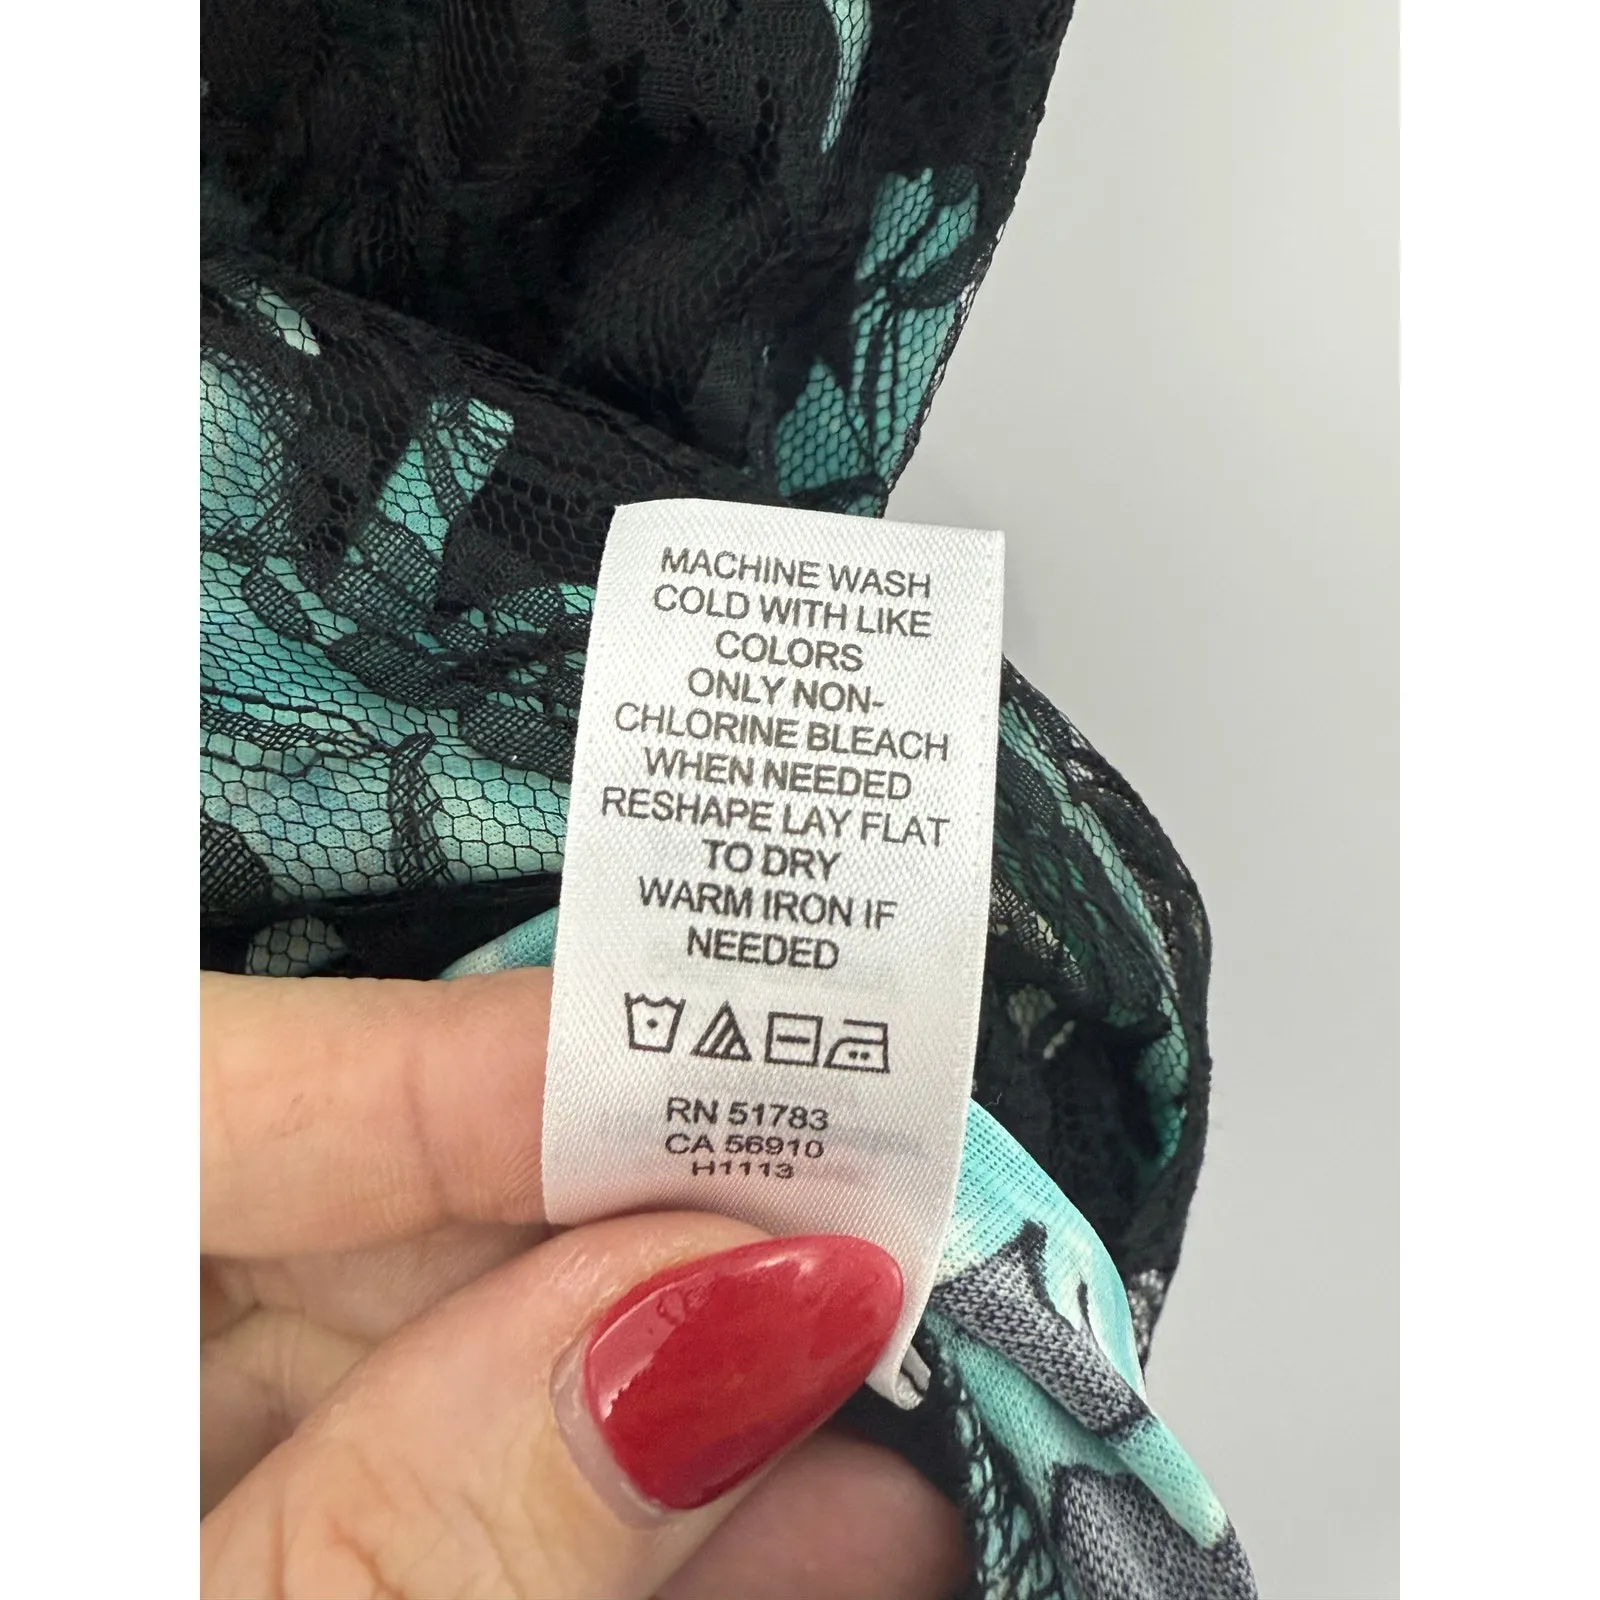 MACHINE WASH
COLD WITH LIKE
COLORS
ONLY NON-
CHLORINE BLEACH
WHEN NEEDED
RESHAPE LAY FLAT
TO DRY
WARM IRON IF
NEEDED
RN 51783
CA 56910
H1113